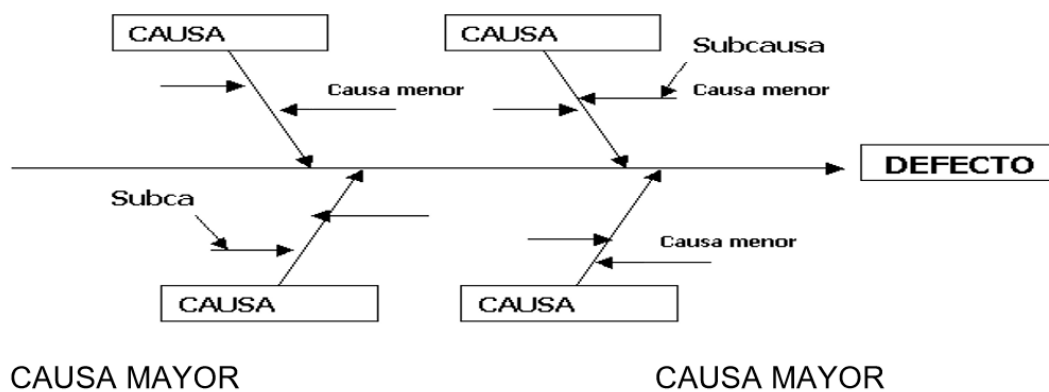 CAUSA
CAUSA
Subcausa
Causa menor
Causa menor
DEFECTO
Subca
Causa menor
CAUSA
CAUSA
CAUSA MAYOR
CAUSA MAYOR